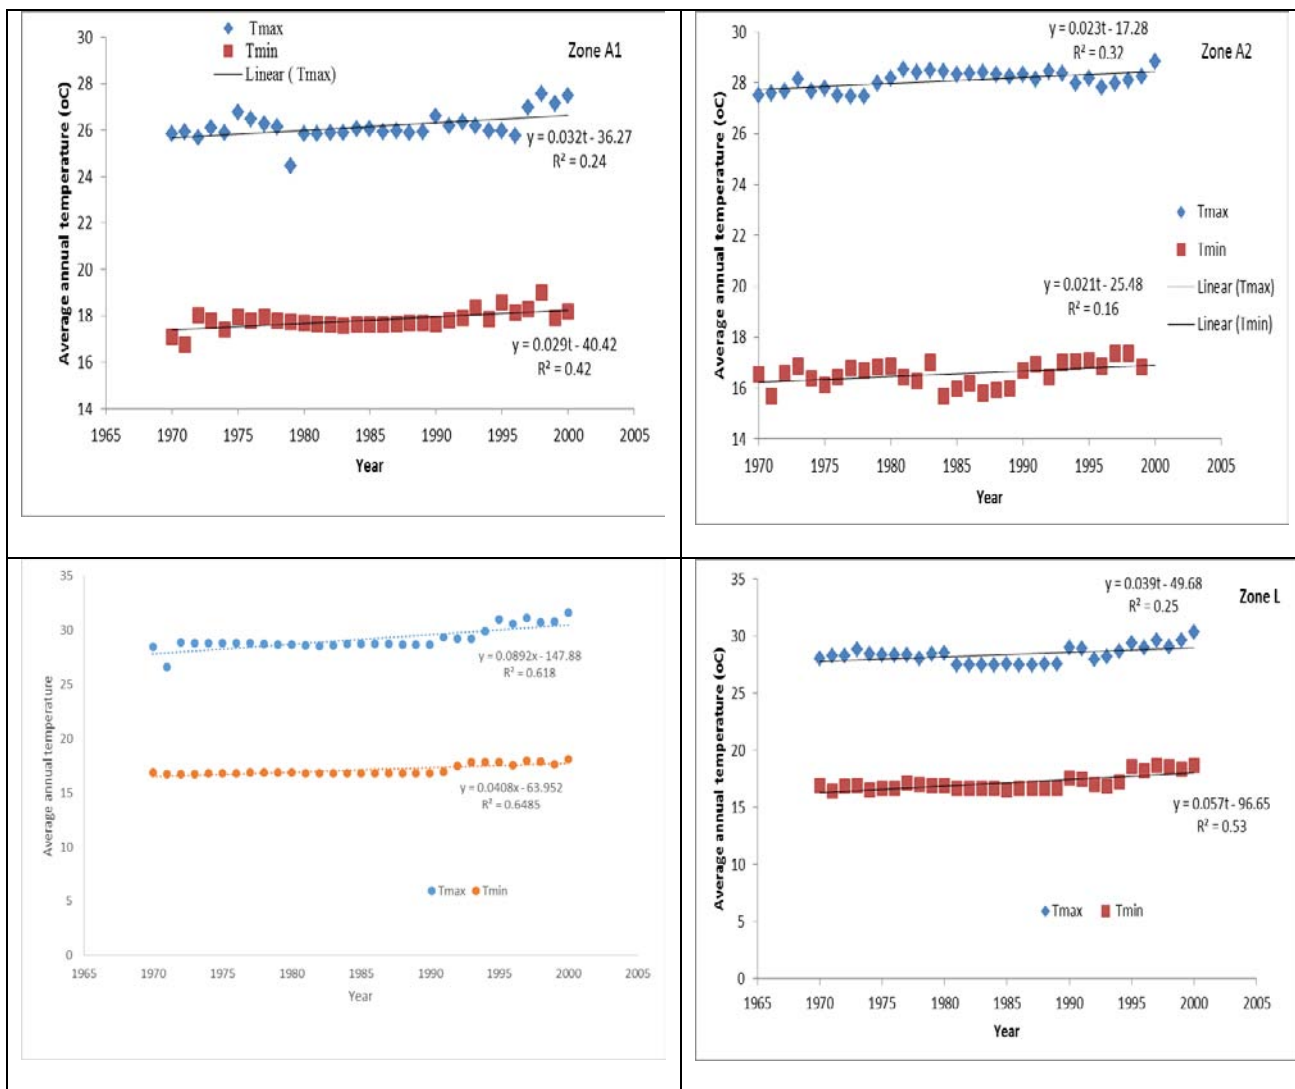 Tmax
Tmin
Linear ( Tmax)
Zone A1
Average annual temperature (oC)
30
28
26
24
22
20
18
16
14
y = 0.032t - 36.27
R² = 0.24
y = 0.029t - 40.42
R² = 0.42
1965 1970 1975 1980 1985 1990 1995 2000 2005
Year
y = 0.023t - 17.28
R² = 0.32
Zone A2
Average annual temperature (oC)
30
28
26
24
22
20
18
16
14
Tmax
Tmin
Linear (Tmax)
Linear (Tmin)
y = 0.021t - 25.48
R² = 0.16
1970 1975 1980 1985 1990 1995 2000 2005
Year
Average annual temperature
35
30
25
20
15
10
5
0
y = 0.0892x - 147.88
R² = 0.618
y = 0.0408x - 63.952
R² = 0.6485
Tmax Tmin
1965 1970 1975 1980 1985 1990 1995 2000 2005
Year
y = 0.039t - 49.68
R² = 0.25
Zone L
Average annual temperature (oC)
35
30
25
20
15
10
5
0
y = 0.057t - 96.65
R² = 0.53
Tmax Tmin
1965 1970 1975 1980 1985 1990 1995 2000 2005
Year